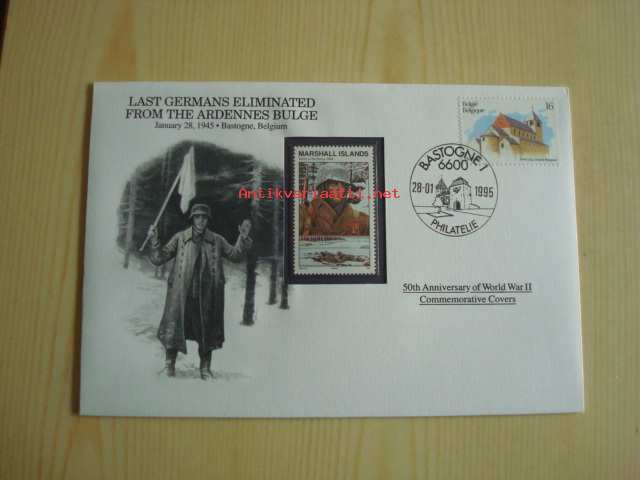 LAST GERMANS ELIMINATED
FROM THE ARDENNES BULGE
January 28, 1945 • Bastogne, Belgium
MARSHALL ISLANDS
België
Belgique
16
BASTOGNE 1
6600
28-01
1995
PHILATELIE
Antikvariaatti.net
50th Anniversary of World War II
Commemorative Covers